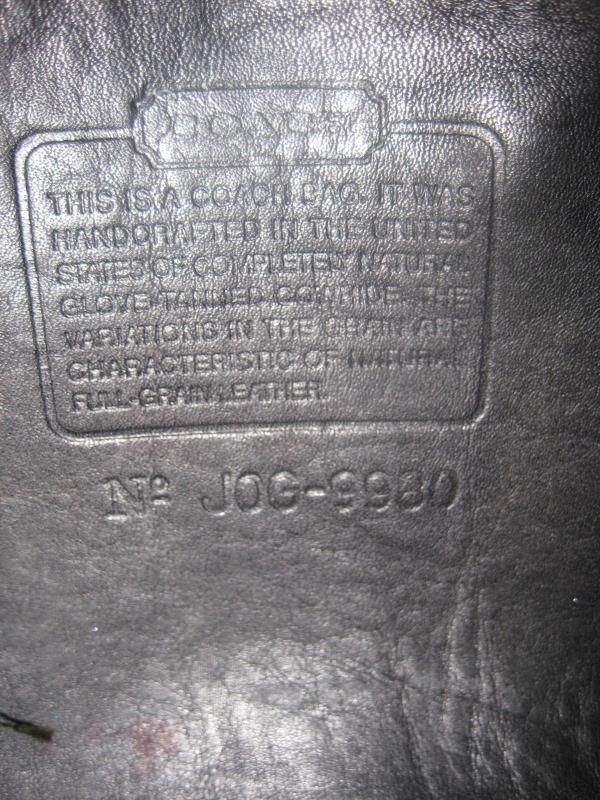 COACH
THIS IS A COACH BAG. IT WAS
HANDCRAFTED IN THE UNITED
STATES OF COMPLETELY NATURAL
GLOVE-TANNED COWHIDE. THE
VARIATIONS IN THE GRAIN ARE
CHARACTERISTIC OF NATURAL
FULL-GRAIN LEATHER.
Nº JOG-9980